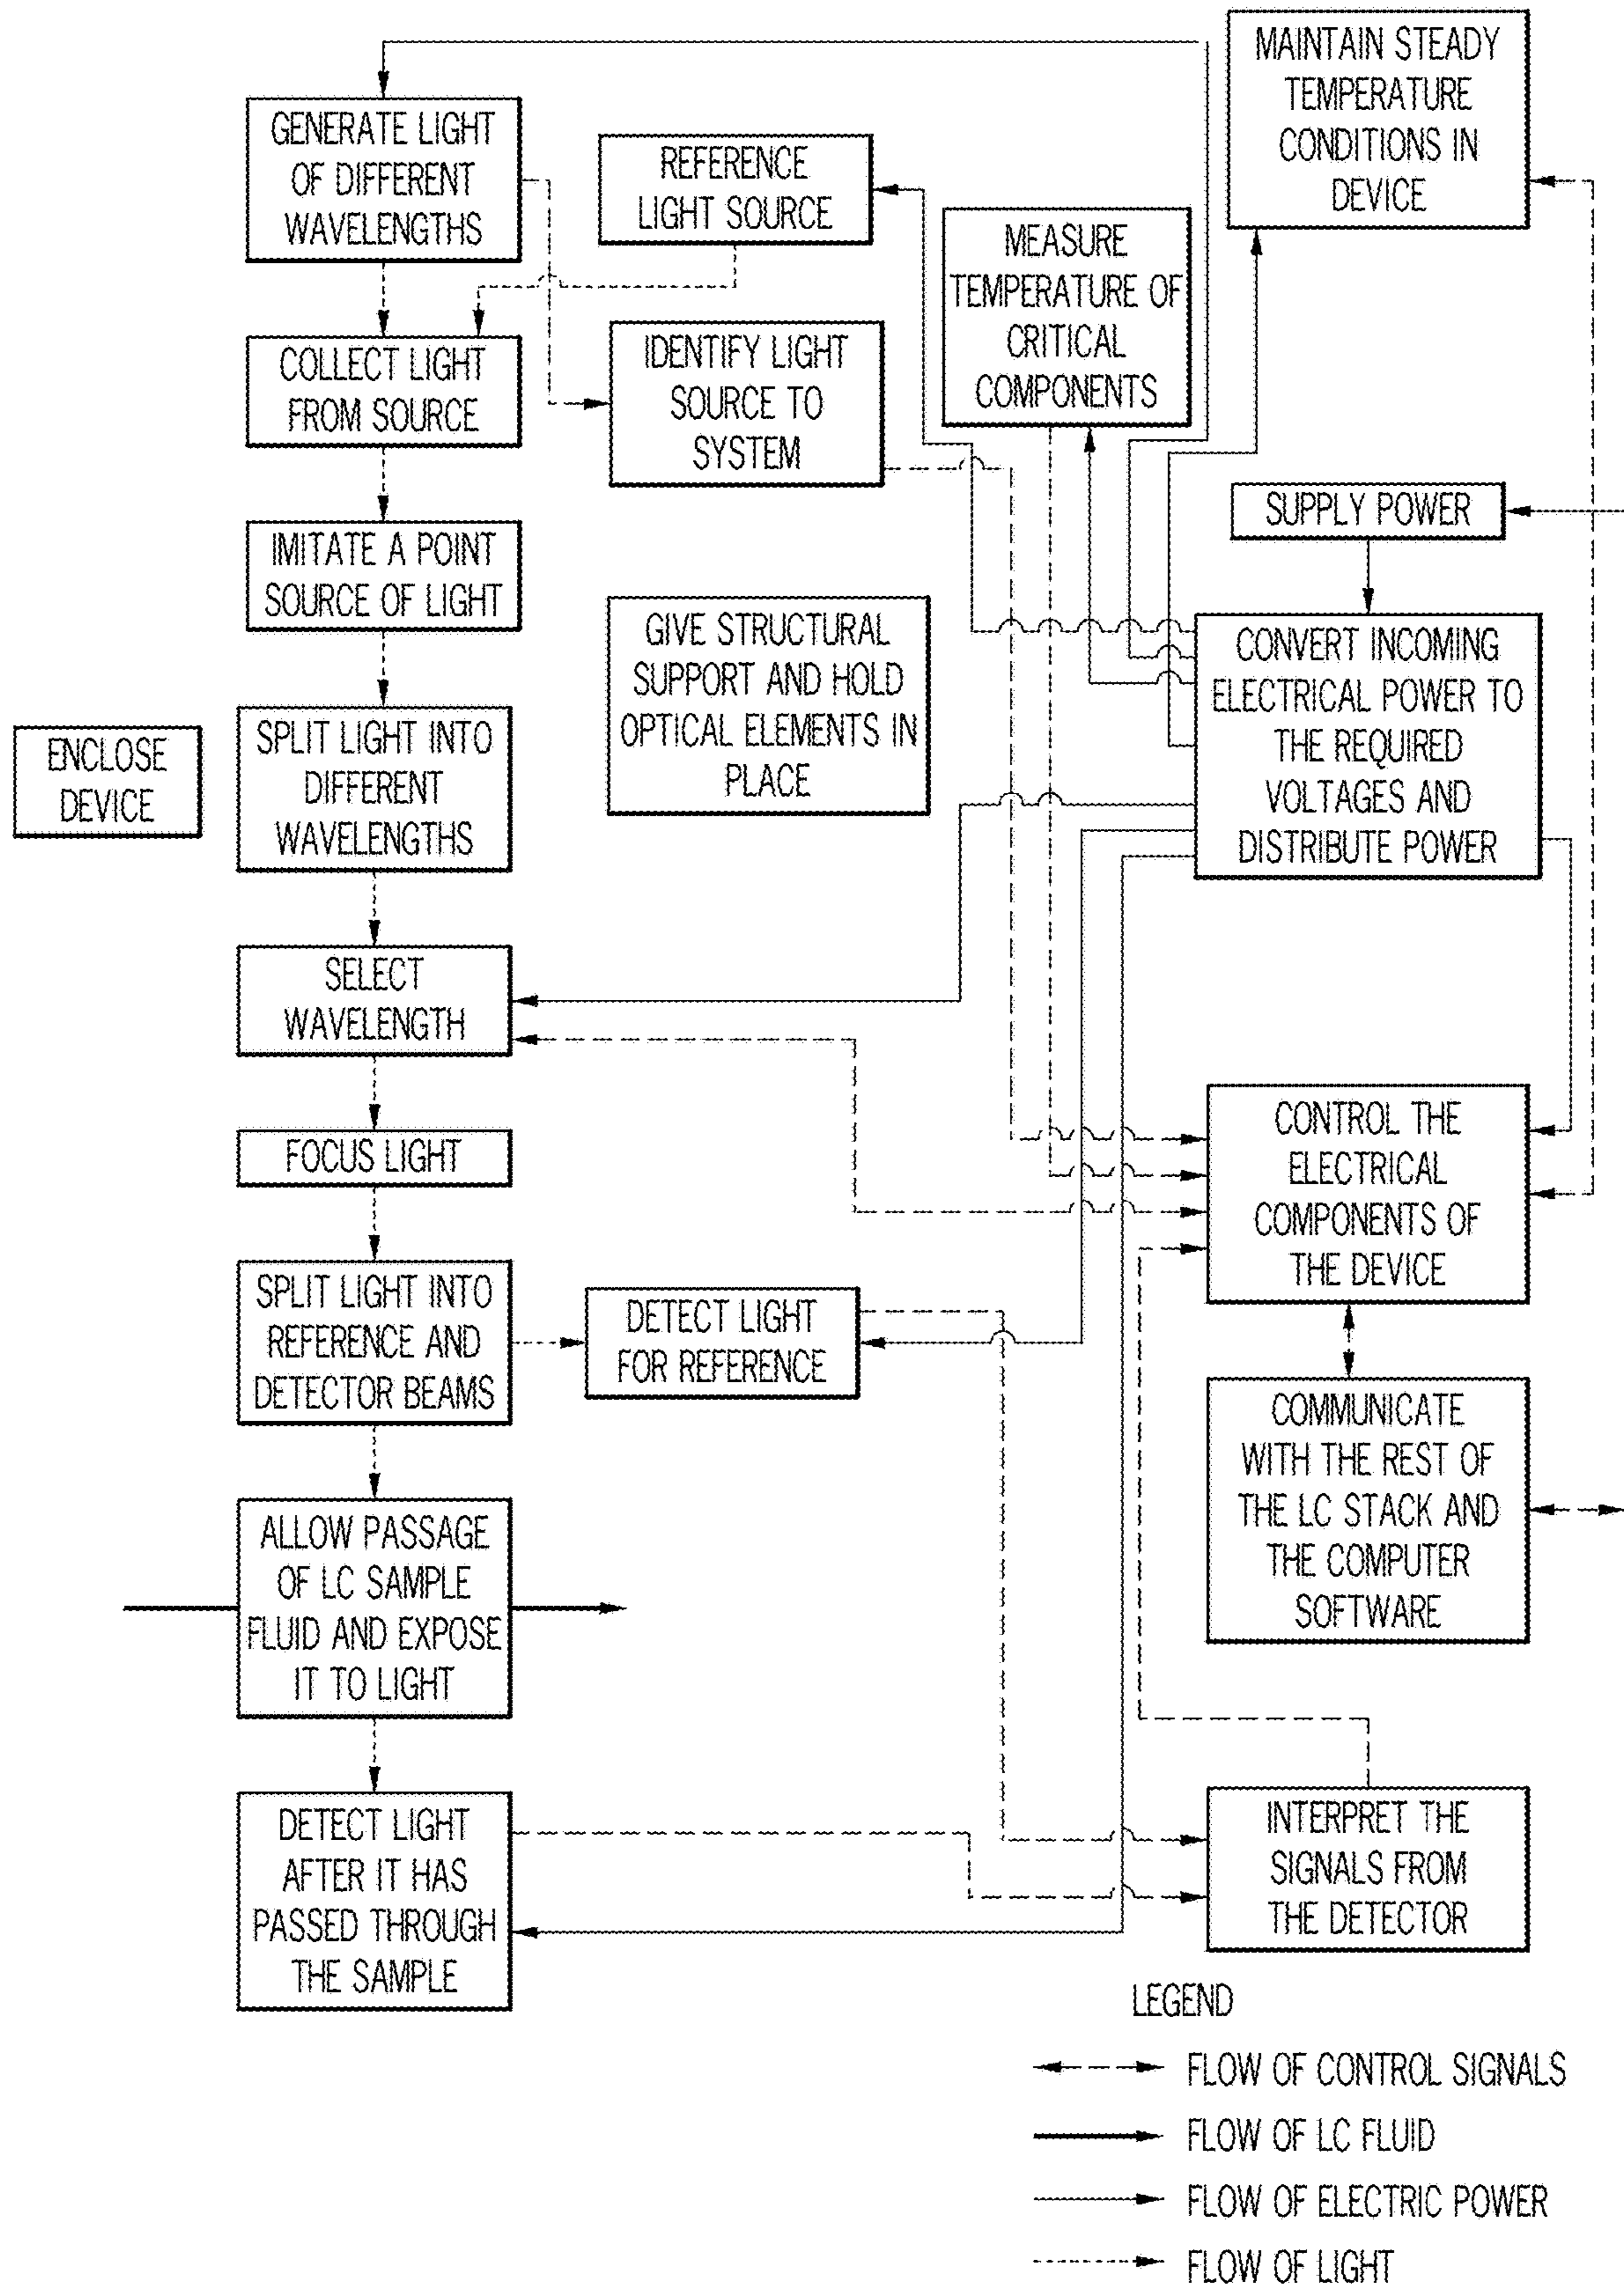 GENERATE LIGHT
OF DIFFERENT
WAVELENGTHS
REFERENCE
LIGHT SOURCE
MEASURE
TEMPERATURE OF
CRITICAL
COMPONENTS
MAINTAIN STEADY
TEMPERATURE
CONDITIONS IN
DEVICE
COLLECT LIGHT
FROM SOURCE
IDENTIFY LIGHT
SOURCE TO
SYSTEM
SUPPLY POWER
IMITATE A POINT
SOURCE OF LIGHT
GIVE STRUCTURAL
SUPPORT AND HOLD
OPTICAL ELEMENTS IN
PLACE
CONVERT INCOMING
ELECTRICAL POWER TO
THE REQUIRED
VOLTAGES AND
DISTRIBUTE POWER
ENCLOSE
DEVICE
SPLIT LIGHT INTO
DIFFERENT
WAVELENGTHS
SELECT
WAVELENGTH
FOCUS LIGHT
CONTROL THE
ELECTRICAL
COMPONENTS OF
THE DEVICE
SPLIT LIGHT INTO
REFERENCE AND
DETECTOR BEAMS
DETECT LIGHT
FOR REFERENCE
COMMUNICATE
WITH THE REST OF
THE LC STACK AND
THE COMPUTER
SOFTWARE
ALLOW PASSAGE
OF LC SAMPLE
FLUID AND EXPOSE
IT TO LIGHT
DETECT LIGHT
AFTER IT HAS
PASSED THROUGH
THE SAMPLE
INTERPRET THE
SIGNALS FROM
THE DETECTOR
LEGEND
FLOW OF CONTROL SIGNALS
FLOW OF LC FLUID
FLOW OF ELECTRIC POWER
FLOW OF LIGHT